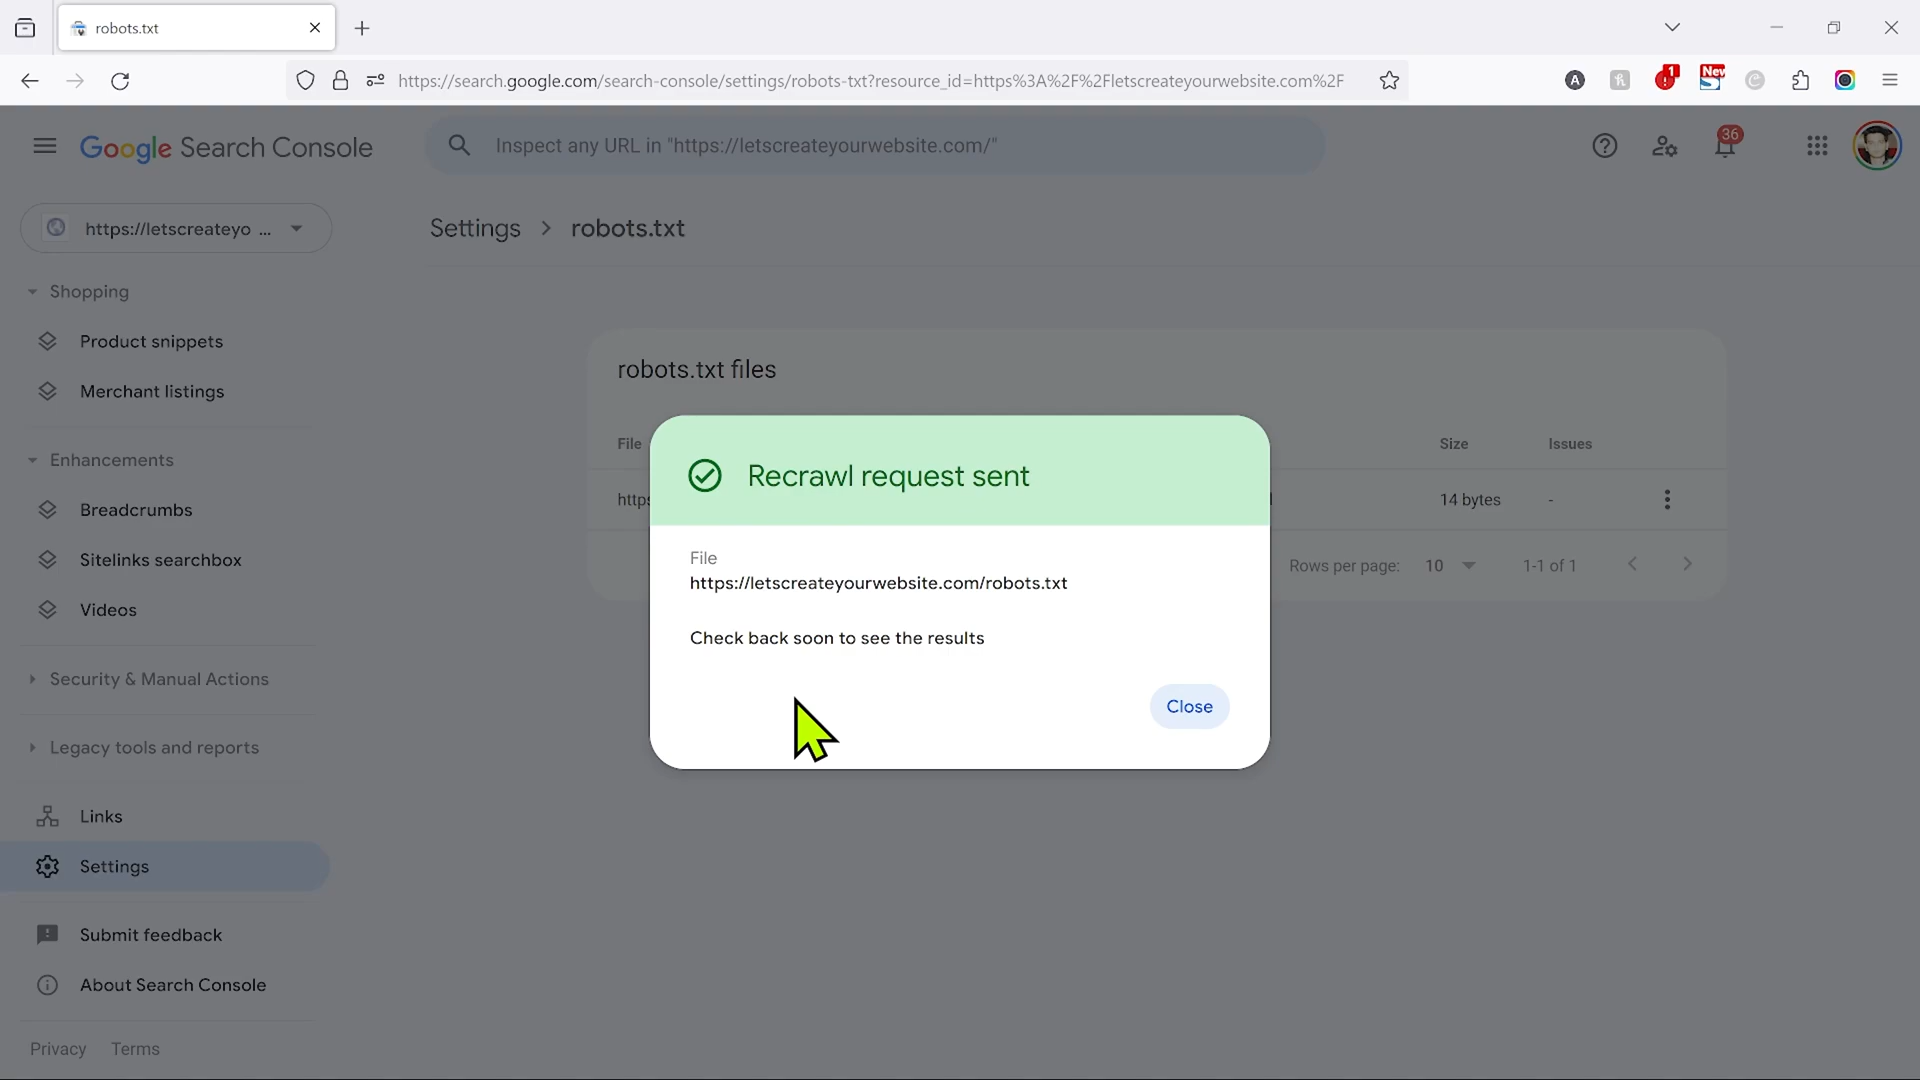 robots.txt
https://search.google.com/search-console/settings/robots-txt?resource_id=https%3A%2F%2Fletscreateyourwebsite.com%2F
A
1
New
Google Search Console
Inspect any URL in "https://letscreateyourwebsite.com/"
36
https://letscreateyo ...
Settings > robots.txt
Shopping
Product snippets
Merchant listings
Enhancements
Breadcrumbs
Sitelinks searchbox
Videos
Security & Manual Actions
Legacy tools and reports
Links
Settings
Submit feedback
About Search Console
Privacy Terms
robots.txt files
File Size Issues
https 14 bytes -
Rows per page: 10 1-1 of 1
Recrawl request sent
File
https://letscreateyourwebsite.com/robots.txt
Check back soon to see the results
Close